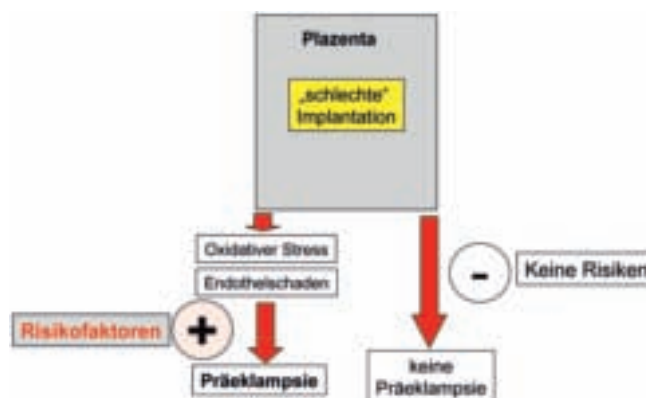 Plazenta
„schlechte“
Implantation
Oxidativer Stress
Endothelschaden
-
Keine Risiken
Risikofaktoren
+
Präeklampsie
keine
Präeklampsie